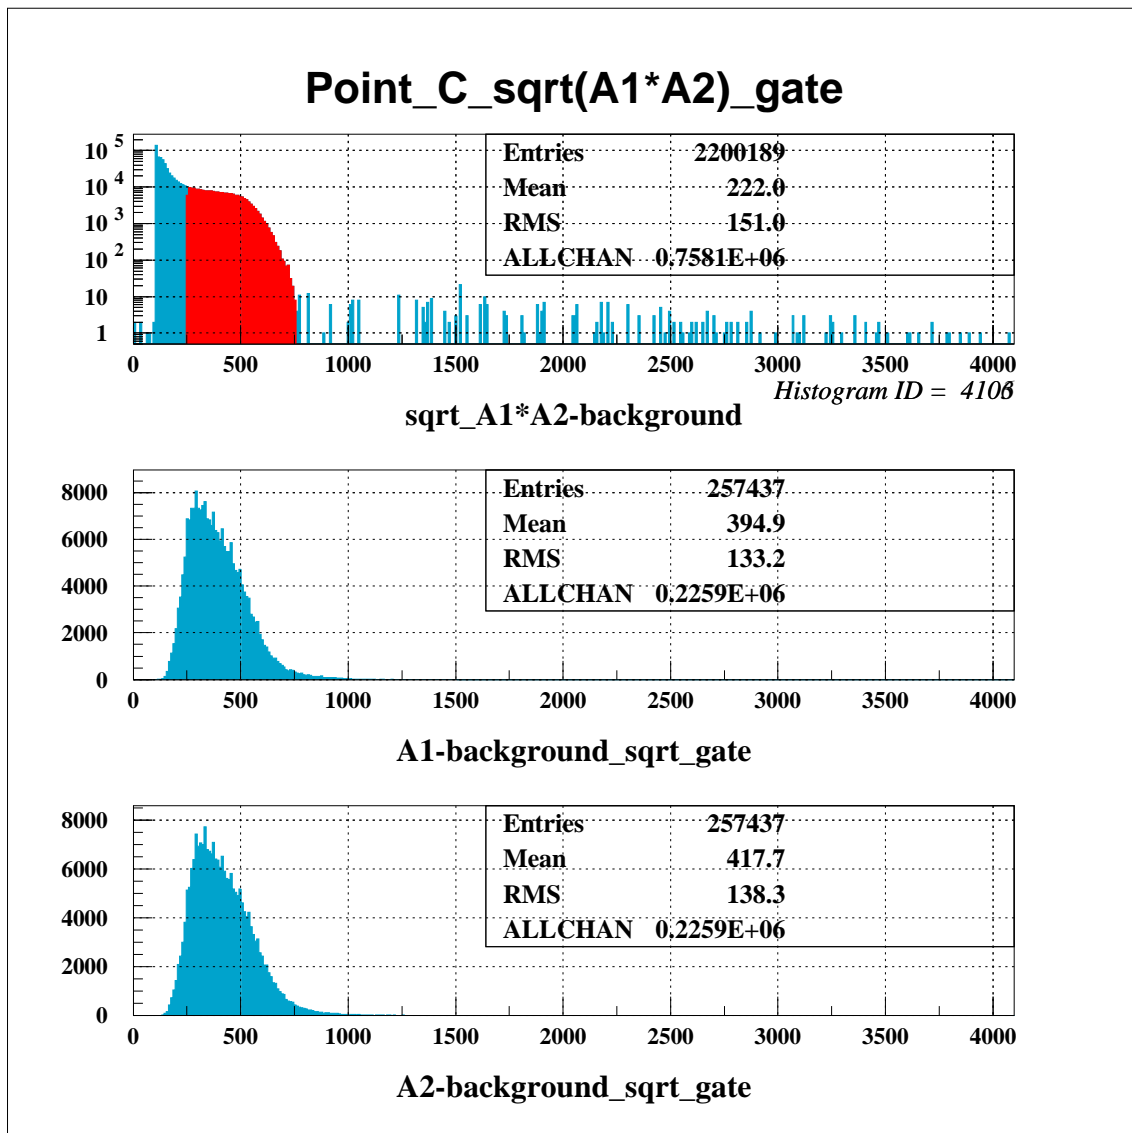 Point_C_sqrt(A1*A2)_gate
Entries 2200189
Mean 222.0
RMS 151.0
ALLCHAN 0.7581E+06
10 5
10 4
10 3
10 2
10
1
0 500 1000 1500 2000 2500 3000 3500 4000
Histogram ID =
sqrt_A1*A2-background
Entries 257437
Mean 394.9
RMS 133.2
ALLCHAN 0.2259E+06
8000
6000
4000
2000
0
0 500 1000 1500 2000 2500 3000 3500 4000
A1-background_sqrt_gate
Entries 257437
Mean 417.7
RMS 138.3
ALLCHAN 0.2259E+06
8000
6000
4000
2000
0
0 500 1000 1500 2000 2500 3000 3500 4000
A2-background_sqrt_gate